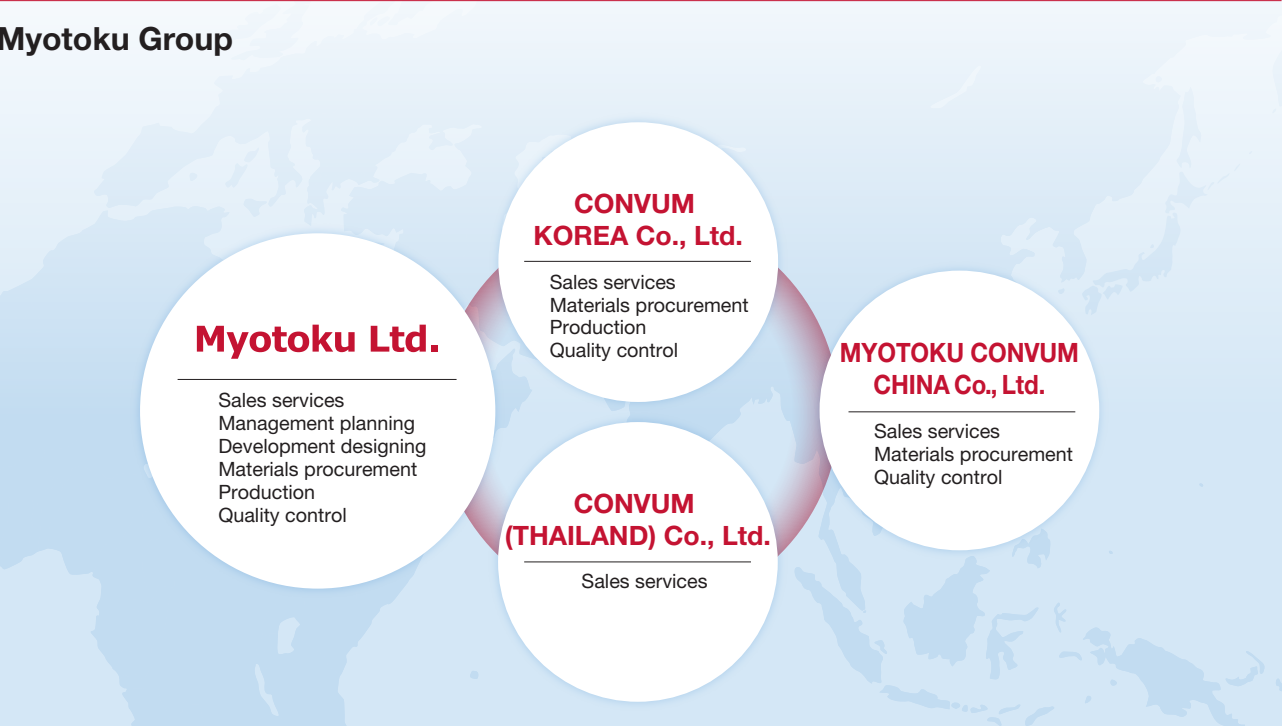 Myotoku Group
CONVUM
KOREA Co., Ltd.
Sales services
Materials procurement
Production
Quality control
Myotoku Ltd.
Sales services
Management planning
Development designing
Materials procurement
Production
Quality control
MYOTOKU CONVUM
CHINA Co., Ltd.
Sales services
Materials procurement
Quality control
CONVUM
(THAILAND) Co., Ltd.
Sales services